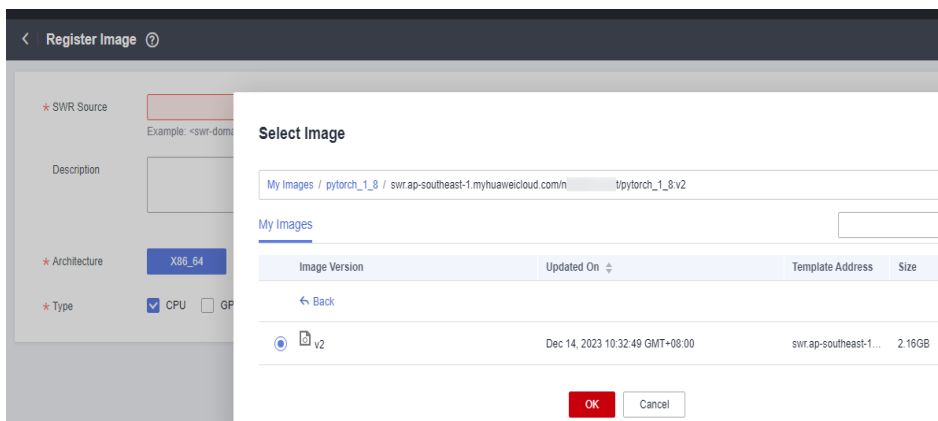 Register Image
* SWR Source
Example: <swr-doma
Description
* Architecture
X86_64
* Type
CPU
GP
Select Image
My Images / pytorch_1_8 / swr.ap-southeast-1.myhuaweicloud.com/n t/pytorch_1_8:v2
My Images
Image Version Updated On Template Address Size
Back
v2 Dec 14, 2023 10:32:49 GMT+08:00 swr.ap-southeast-1... 2.16GB
OK Cancel